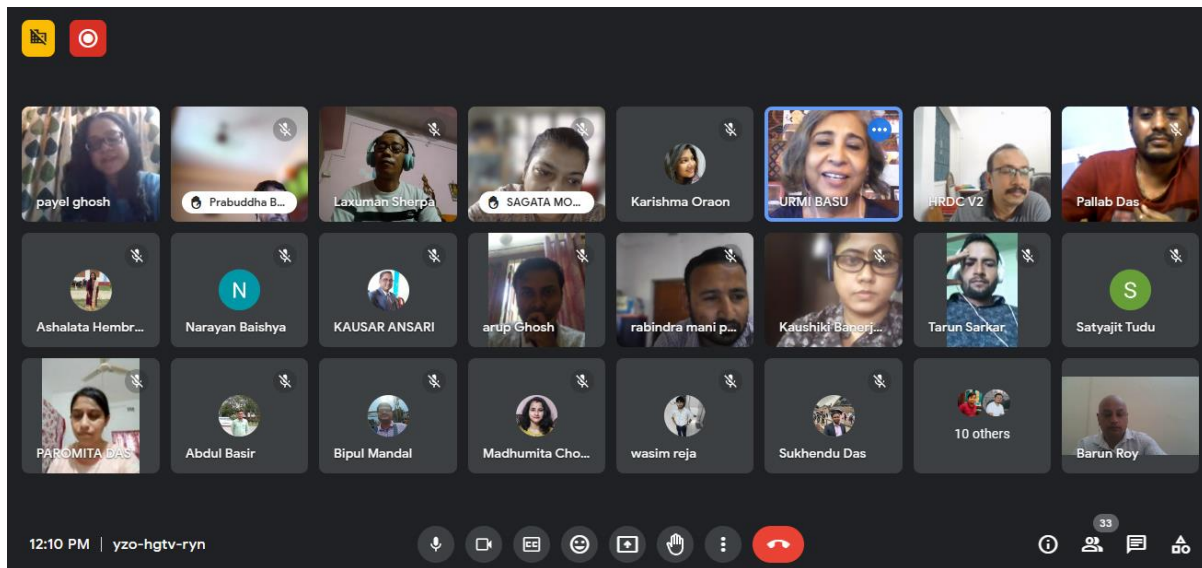 payel ghosh
Prabuddha B...
Laxuman Sherpa
SAGATA MO...
Karishma Oraon
URMI BASU
HRDC V2
Pallab Das
Ashalata Hembr...
N
Narayan Baishya
KAUSAR ANSARI
arup Ghosh
rabindra mani p...
Kaushiki Banerj...
Tarun Sarkar
S
Satyajit Tudu
PAROMITA DAS
Abdul Basir
Bipul Mandal
Madhumita Cho...
wasim reja
Sukhendu Das
10 others
Barun Roy
12:10 PM | yzo-hgtv-ryn
CC
33